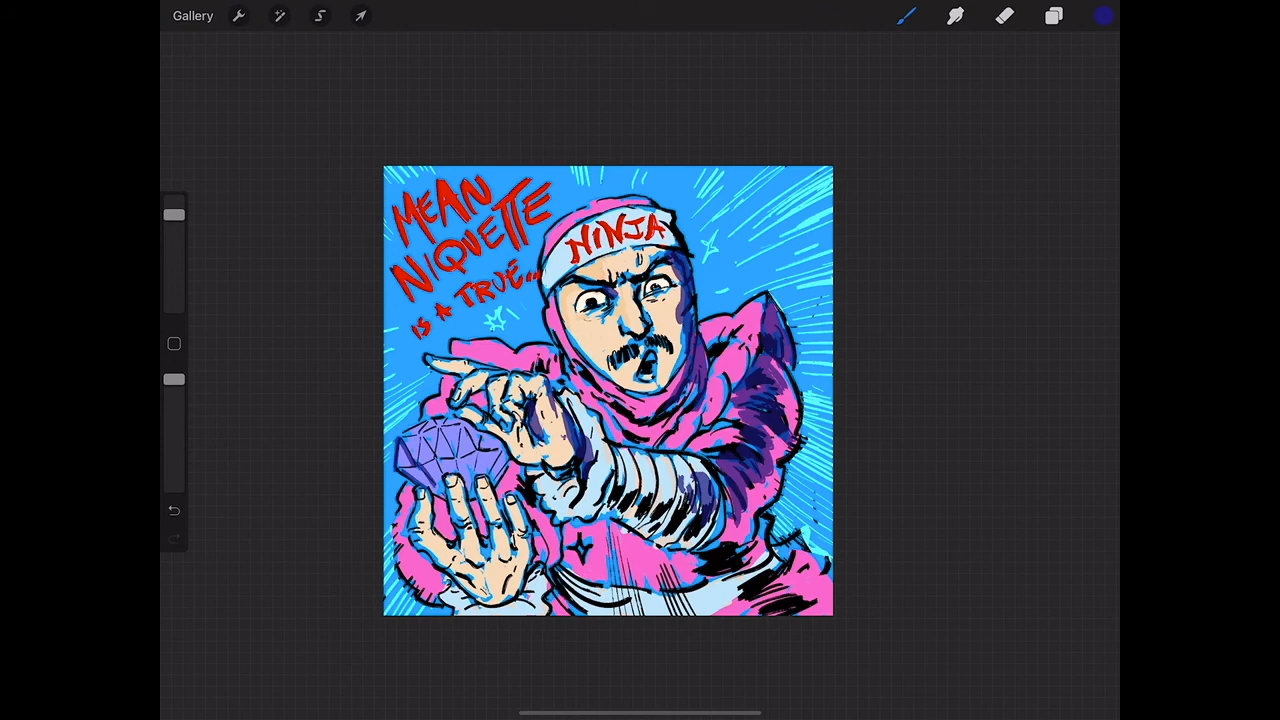 Gallery
MEAN
NIQUETTE
IS A TRUE...
NINJA